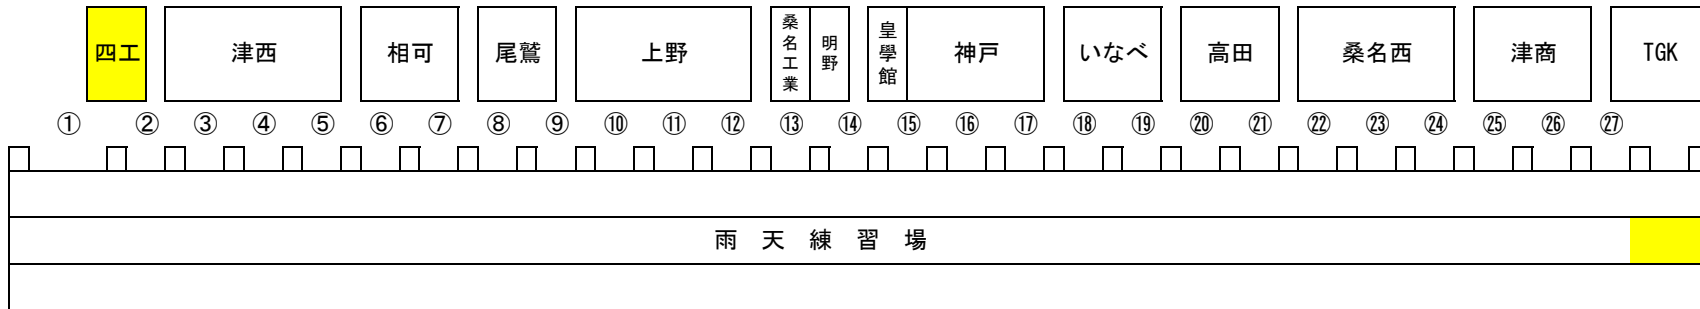 四工 津西 相可 尾鷲 上野 桑名工業 明野 皇學館 神戸 いなべ 高田 桑名西 津商 TGK
① ② ③ ④ ⑤ ⑥ ⑦ ⑧ ⑨ ⑩ ⑪ ⑫ ⑬ ⑭ ⑮ ⑯ ⑰ ⑱ ⑲ ⑳ ㉑ ㉒ ㉓ ㉔ ㉕ ㉖ ㉗
雨天練習場